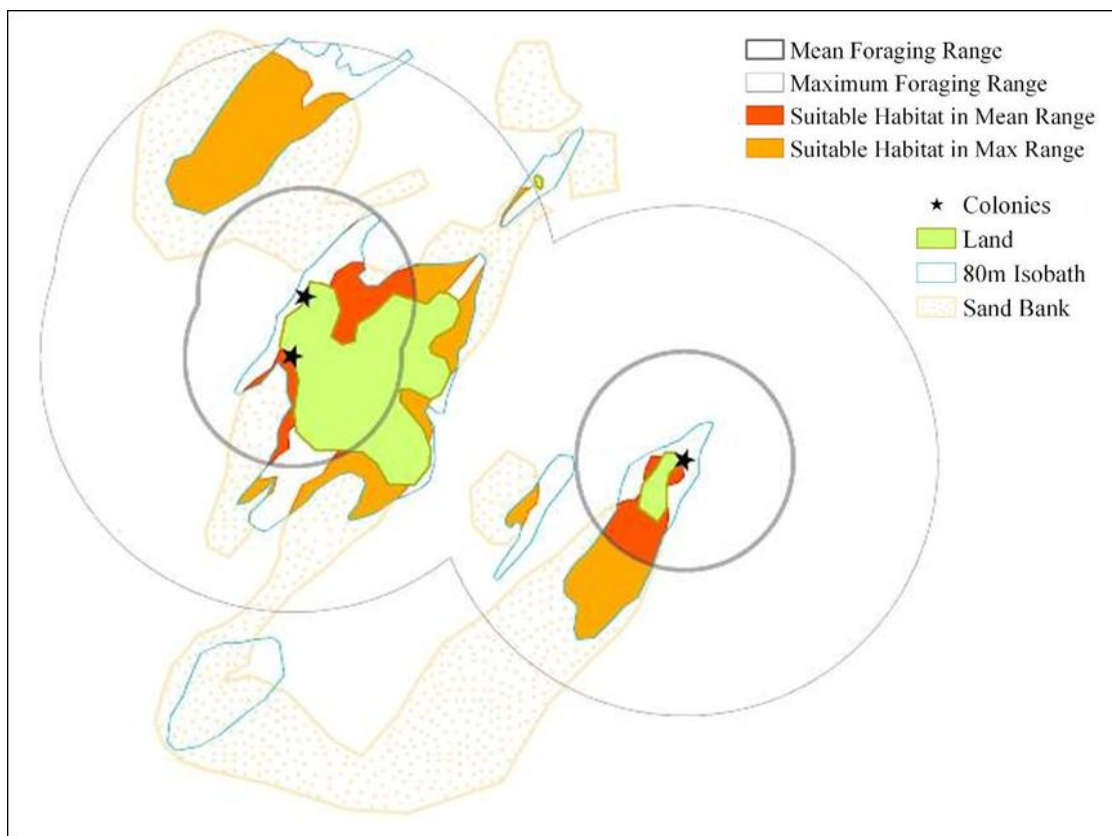 Mean Foraging Range
Maximum Foraging Range
Suitable Habitat in Mean Range
Suitable Habitat in Max Range
Colonies
Land
80m Isobath
Sand Bank